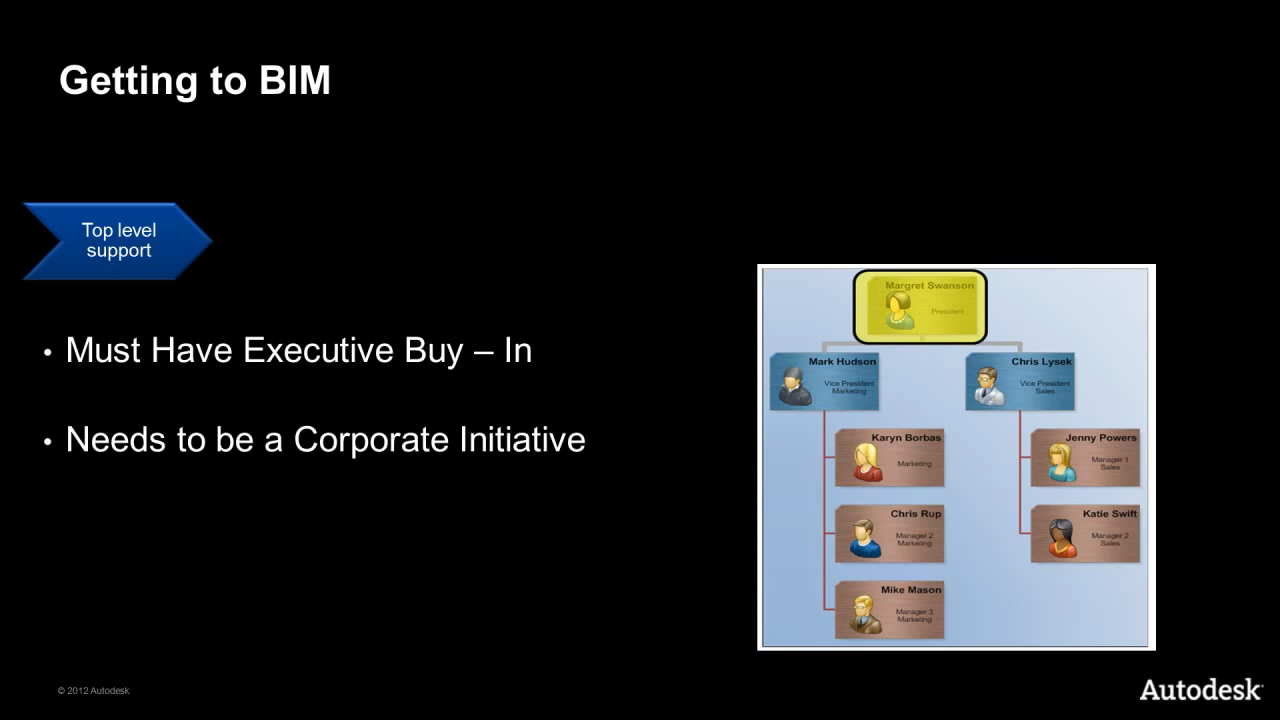 Getting to BIM
Top level
support
• Must Have Executive Buy – In
• Needs to be a Corporate Initiative
Margret Swanson
President
Mark Hudson
Vice President
Marketing
Chris Lysek
Vice President
Sales
Karyn Borbas
Marketing
Jenny Powers
Manager 1
Sales
Chris Rup
Manager 2
Marketing
Katie Swift
Manager 2
Sales
Mike Mason
Manager 3
Marketing
© 2012 Autodesk
Autodesk